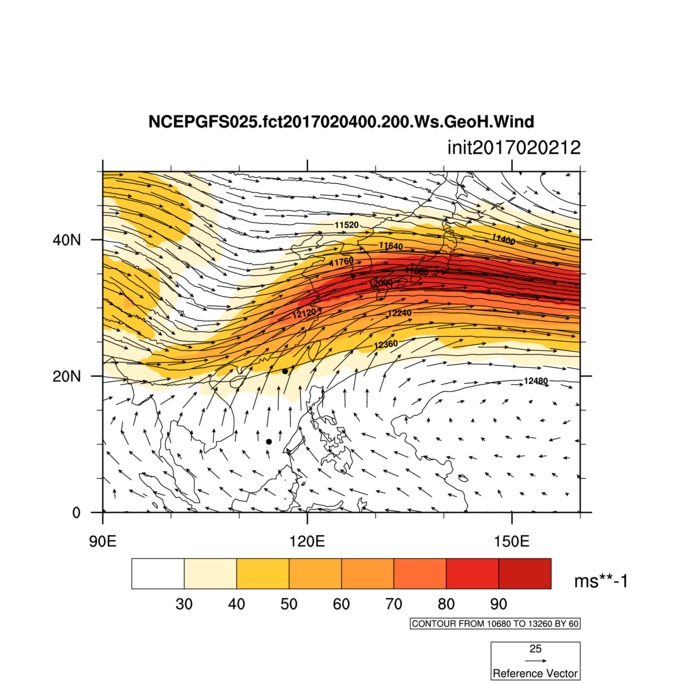 NCEPGFS025.fct2017020400.200.Ws.GeoH.Wind
init2017020212
11520
11400
40N
11640
11760
11880
12000
12120
12240
12360
20N
12480
0
90E 120E 150E
30 40 50 60 70 80 90
ms**-1
CONTOUR FROM 10680 TO 13260 BY 60
25
Reference Vector